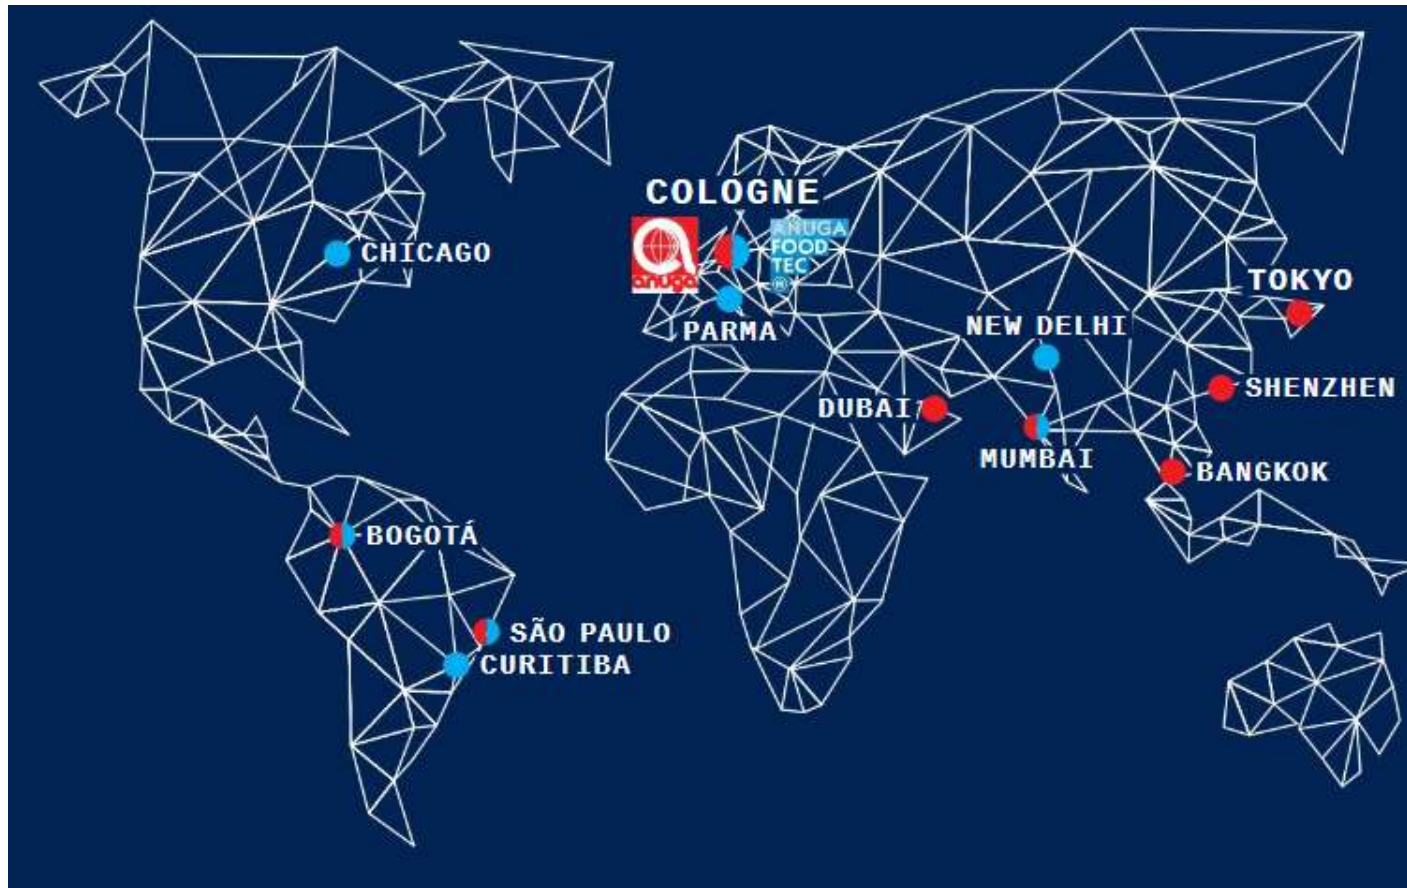 COLOGNE
anuga
ANUGA
FOOD
TEC
®
CHICAGO
PARMA
TOKYO
NEW DELHI
SHENZHEN
DUBAI
MUMBAI
BANGKOK
BOGOTÁ
SÃO PAULO
CURITIBA